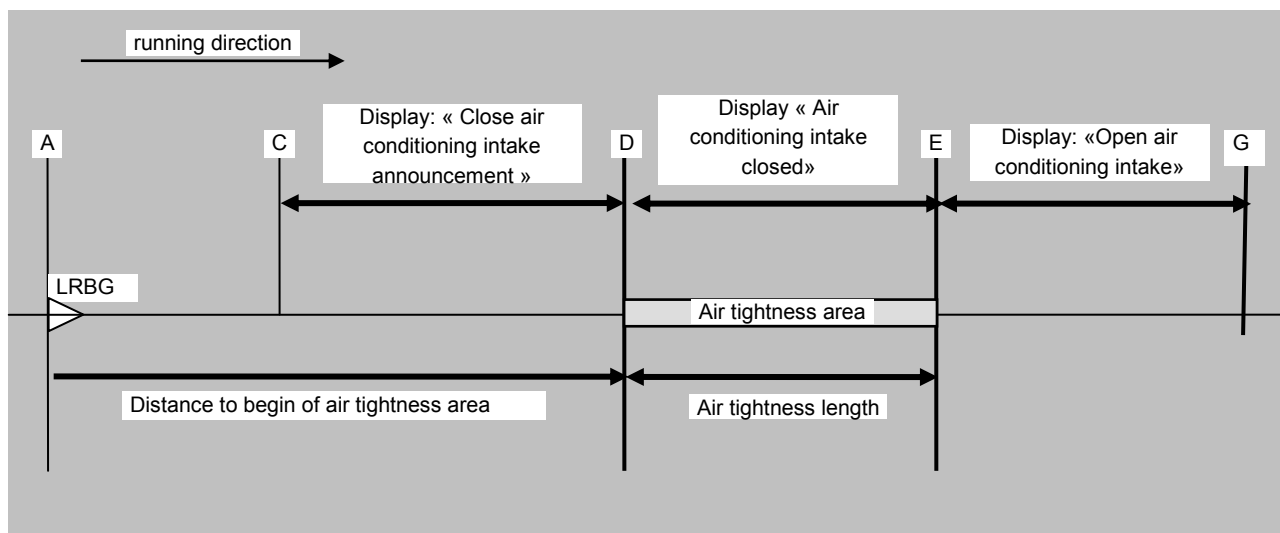 running direction
A
C
Display: « Close air
conditioning intake
announcement »
D
Display « Air
conditioning intake
closed»
E
Display: «Open air
conditioning intake»
G
LRBG
Air tightness area
Distance to begin of air tightness area
Air tightness length